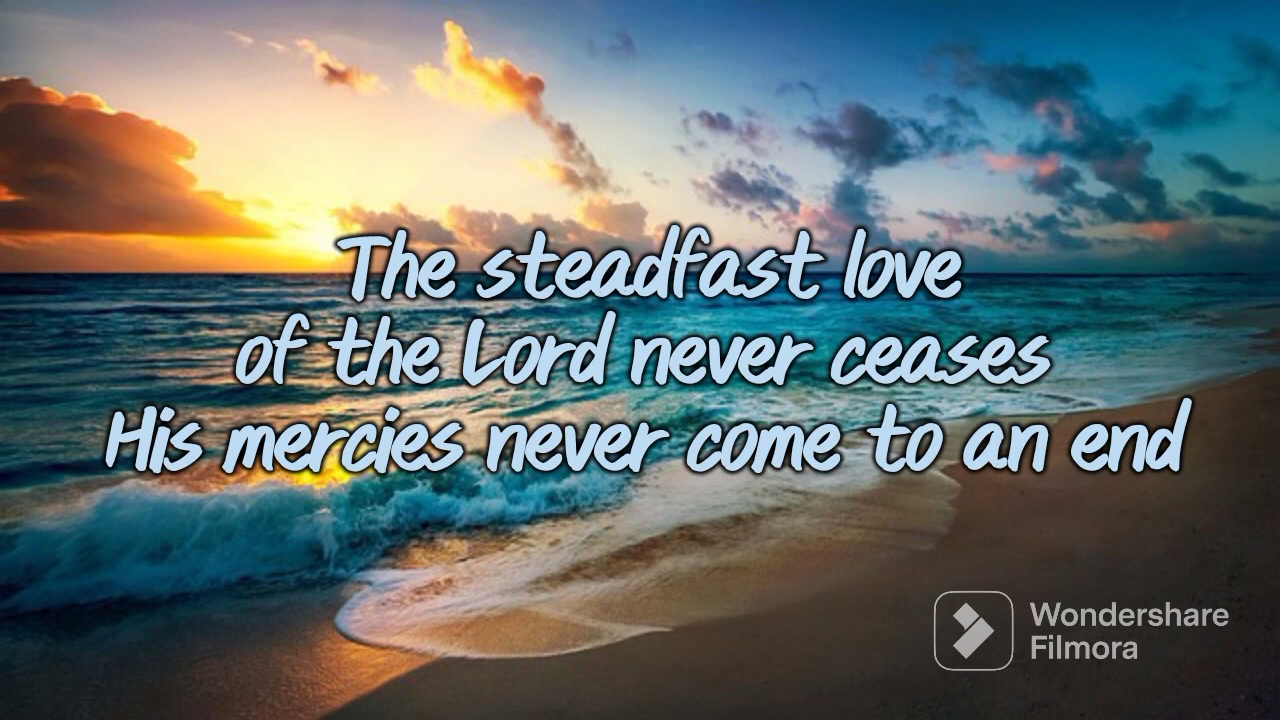 The steadfast love
of the Lord never ceases
His mercies never come to an end
Wondershare
Filmora